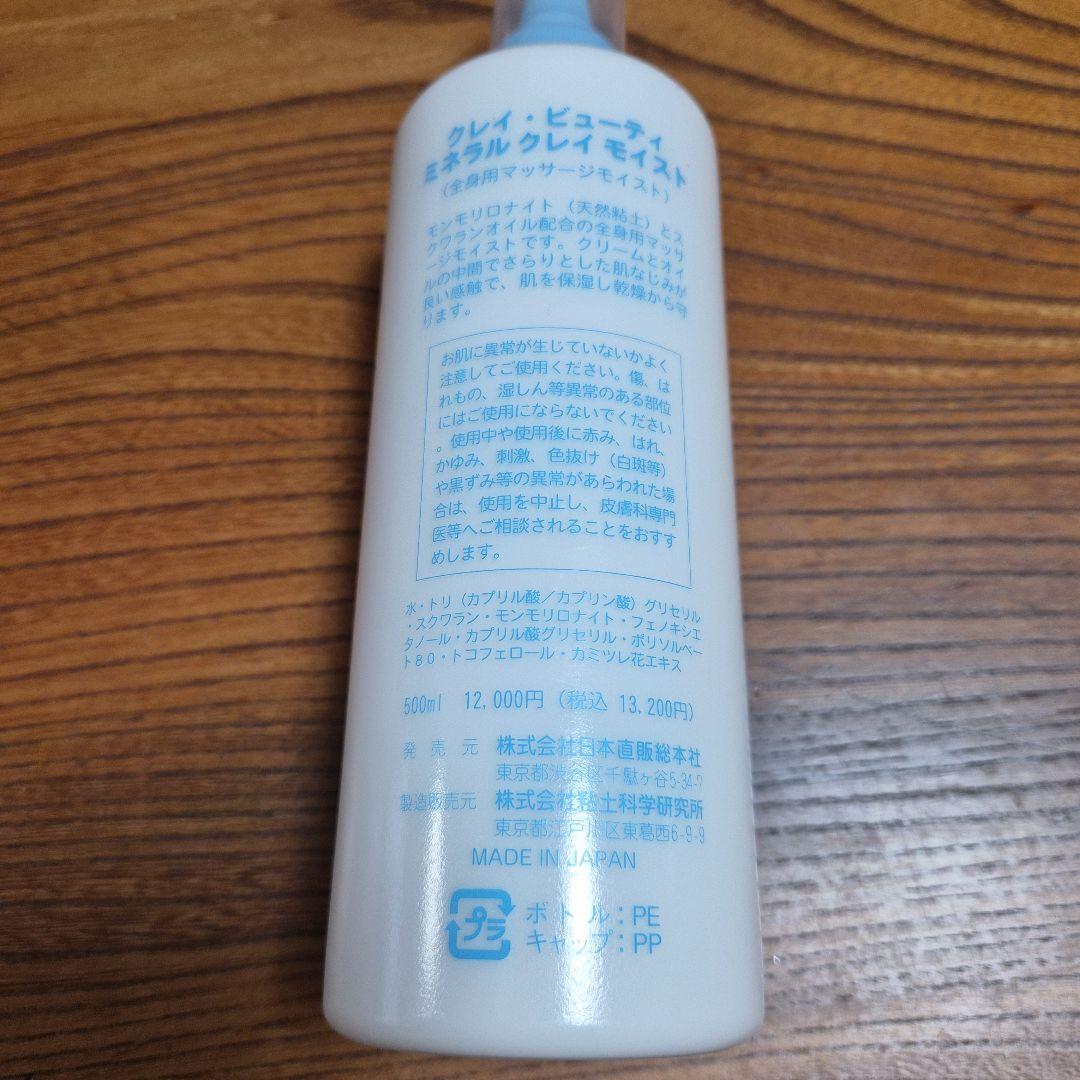 クレイ・ビューティ
ミネラル クレイ モイスト
(全身用マッサージモイスト)
モンモリロナイト（天然粘土）とス
クワランオイル配合の全身用マッサ
ージモイストです。クリームとオイ
ルの中間でさらりとした肌なじみが
良い感触で、肌を保湿し乾燥から守
ります。
お肌に異常が生じていないかよく
注意してご使用ください。傷、は
れもの、湿しん等異常のある部位
にはご使用にならないでください
。使用中や使用後に赤み、はれ、
かゆみ、刺激、色抜け（白斑等）
や黒ずみ等の異常があらわれた場
合は、使用を中止し、皮膚科専門
医等へご相談されることをおすす
めします。
水・トリ（カプリル酸／カプリン酸）グリセリル
・スクワラン・モンモリロナイト・フェノキシエ
タノール・カプリル酸グリセリル・ポリソルベー
ト８０・トコフェロール・カミツレ花エキス
500ml 12,000円（税込 13,200円）
発売元 株式会社日本直販総本社
東京都渋谷区千駄ヶ谷5-34-7
製造販売元 株式会社粘土科学研究所
東京都江戸川区東葛西6-9-9
MADE IN JAPAN
プラ ボトル：PE
キャップ：PP